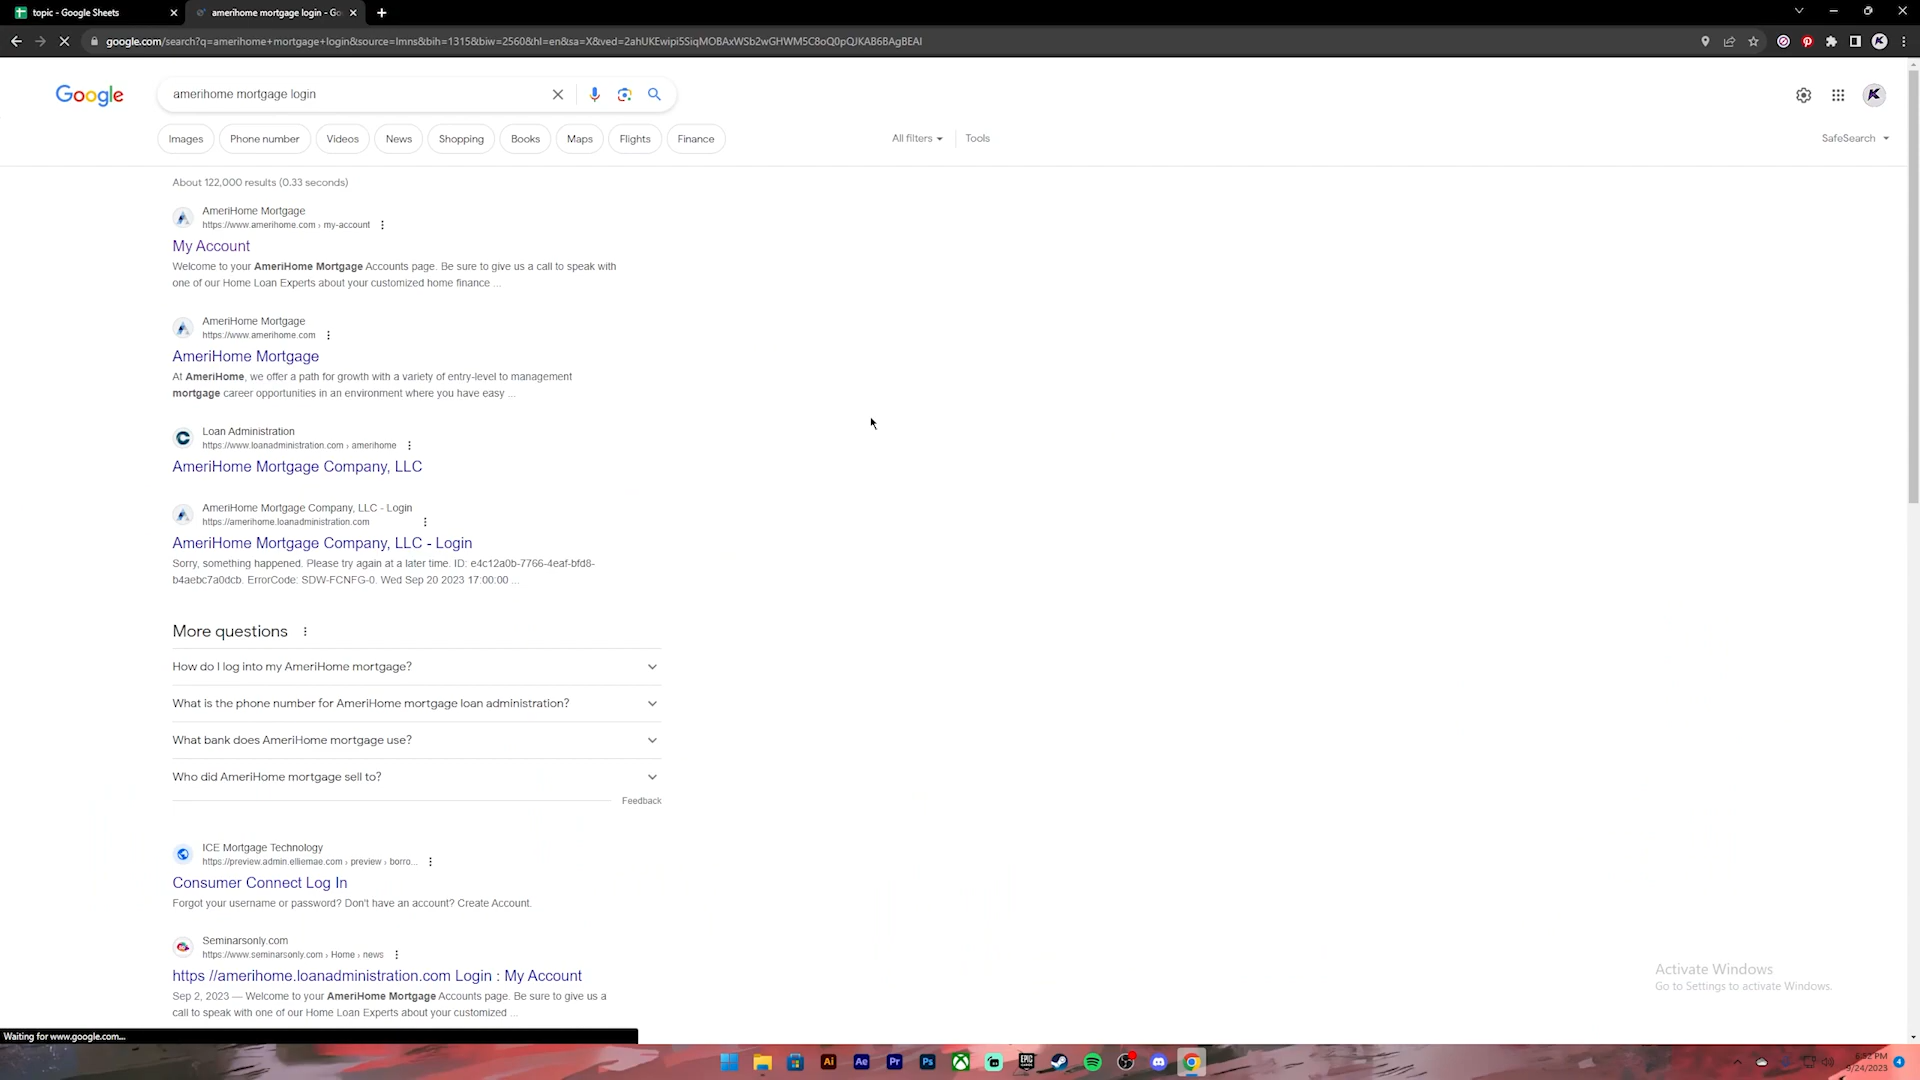 topic - Google Sheets
amerihome mortgage login - Go
google.com/search?q=amerihome+mortgage+login&source=lmns&bih=1315&biw=2560&hl=en&sa=X&ved=2ahUKEwipi5SiqMOBAxWSb2wGHWM5C8oQ0pQJKAB6BAgBEAI
Google
amerihome mortgage login
Images
Phone number
Videos
News
Shopping
Books
Maps
Flights
Finance
All filters
Tools
SafeSearch
About 122,000 results (0.33 seconds)
AmeriHome Mortgage
https://www.amerihome.com › my-account
My Account
Welcome to your AmeriHome Mortgage Accounts page. Be sure to give us a call to speak with
one of our Home Loan Experts about your customized home finance ...
AmeriHome Mortgage
https://www.amerihome.com
AmeriHome Mortgage
At AmeriHome, we offer a path for growth with a variety of entry-level to management
mortgage career opportunities in an environment where you have easy ...
Loan Administration
https://www.loanadministration.com › amerihome
AmeriHome Mortgage Company, LLC
AmeriHome Mortgage Company, LLC - Login
https://amerihome.loanadministration.com
AmeriHome Mortgage Company, LLC - Login
Sorry, something happened. Please try again at a later time. ID: e4c12a0b-7766-4eaf-bfd8-
b4aebc7a0dcb. ErrorCode: SDW-FCNFG-0. Wed Sep 20 2023 17:00:00 ...
More questions
How do I log into my AmeriHome mortgage?
What is the phone number for AmeriHome mortgage loan administration?
What bank does AmeriHome mortgage use?
Who did AmeriHome mortgage sell to?
Feedback
ICE Mortgage Technology
https://preview.admin.elliemae.com › preview › borro...
Consumer Connect Log In
Forgot your username or password? Don't have an account? Create Account.
Seminarsonly.com
https://www.seminarsonly.com › Home › news
https //amerihome.loanadministration.com Login : My Account
Sep 2, 2023 — Welcome to your AmeriHome Mortgage Accounts page. Be sure to give us a
call to speak with one of our Home Loan Experts about your customized ...
Activate Windows
Go to Settings to activate Windows.
Waiting for www.google.com...
Ai
Ae
Pr
Ps
EPIC
6:52 PM
9/24/2023
4